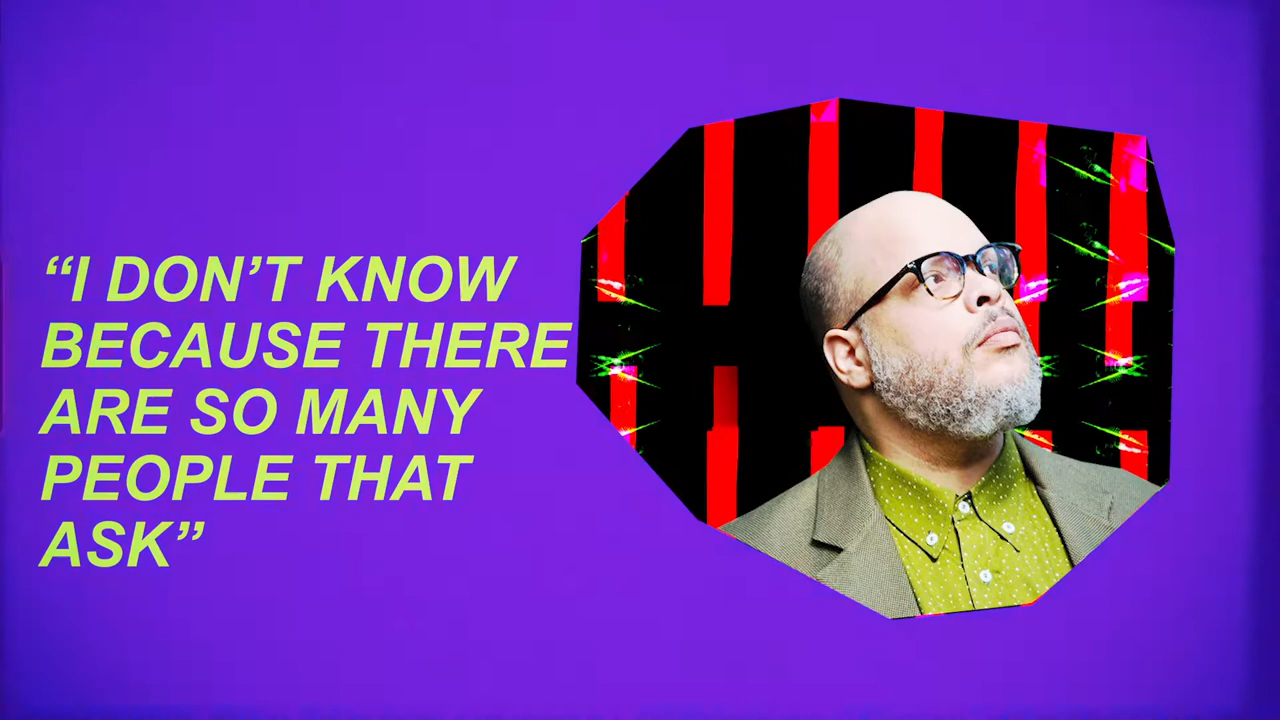 “I DON’T KNOW
BECAUSE THERE
ARE SO MANY
PEOPLE THAT
ASK”